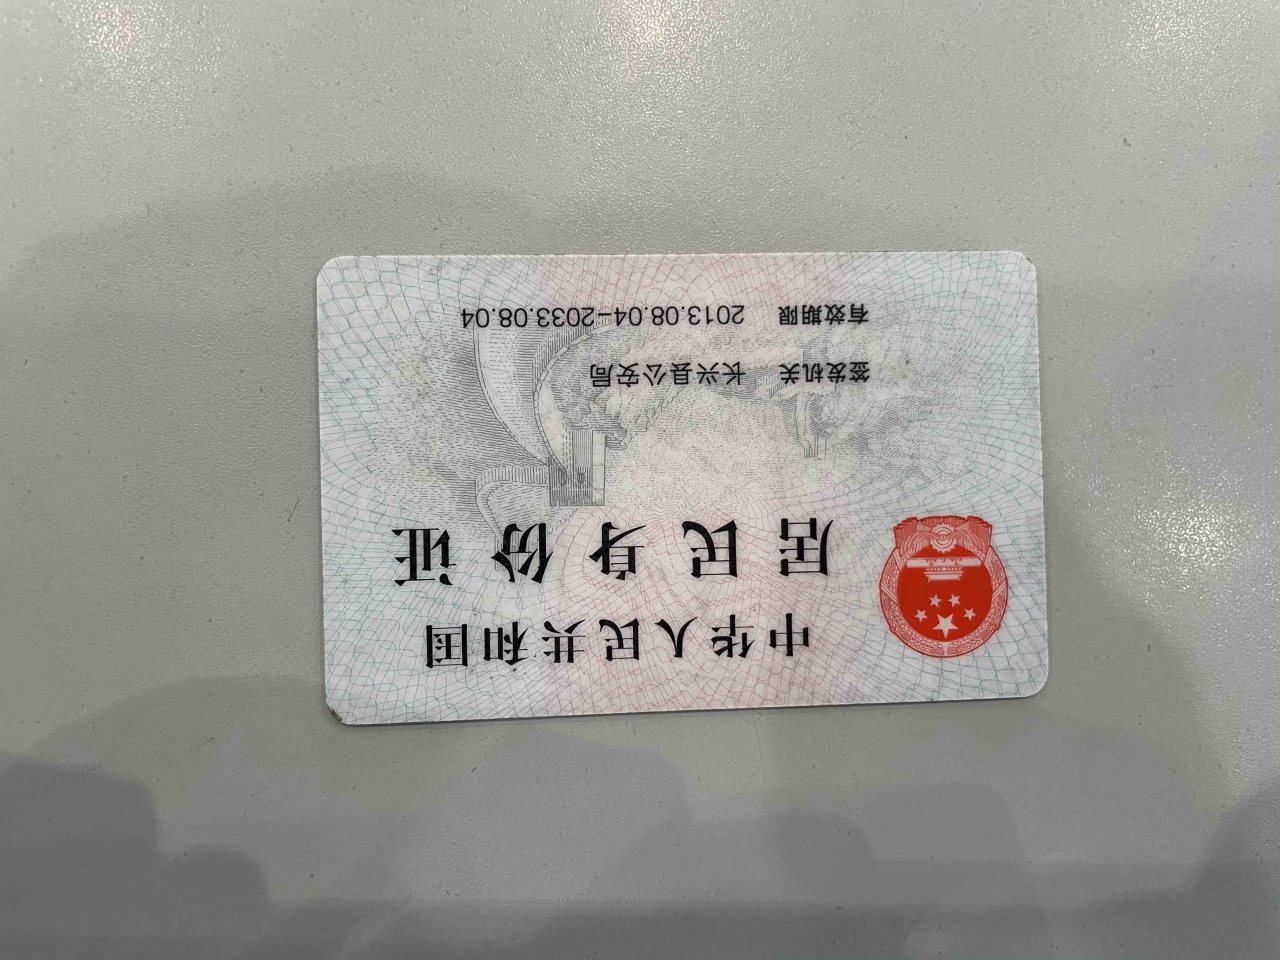 中华人民共和国
居民身份证
签发机关 长兴县公安局
有效期限 2013.08.04-2033.08.04